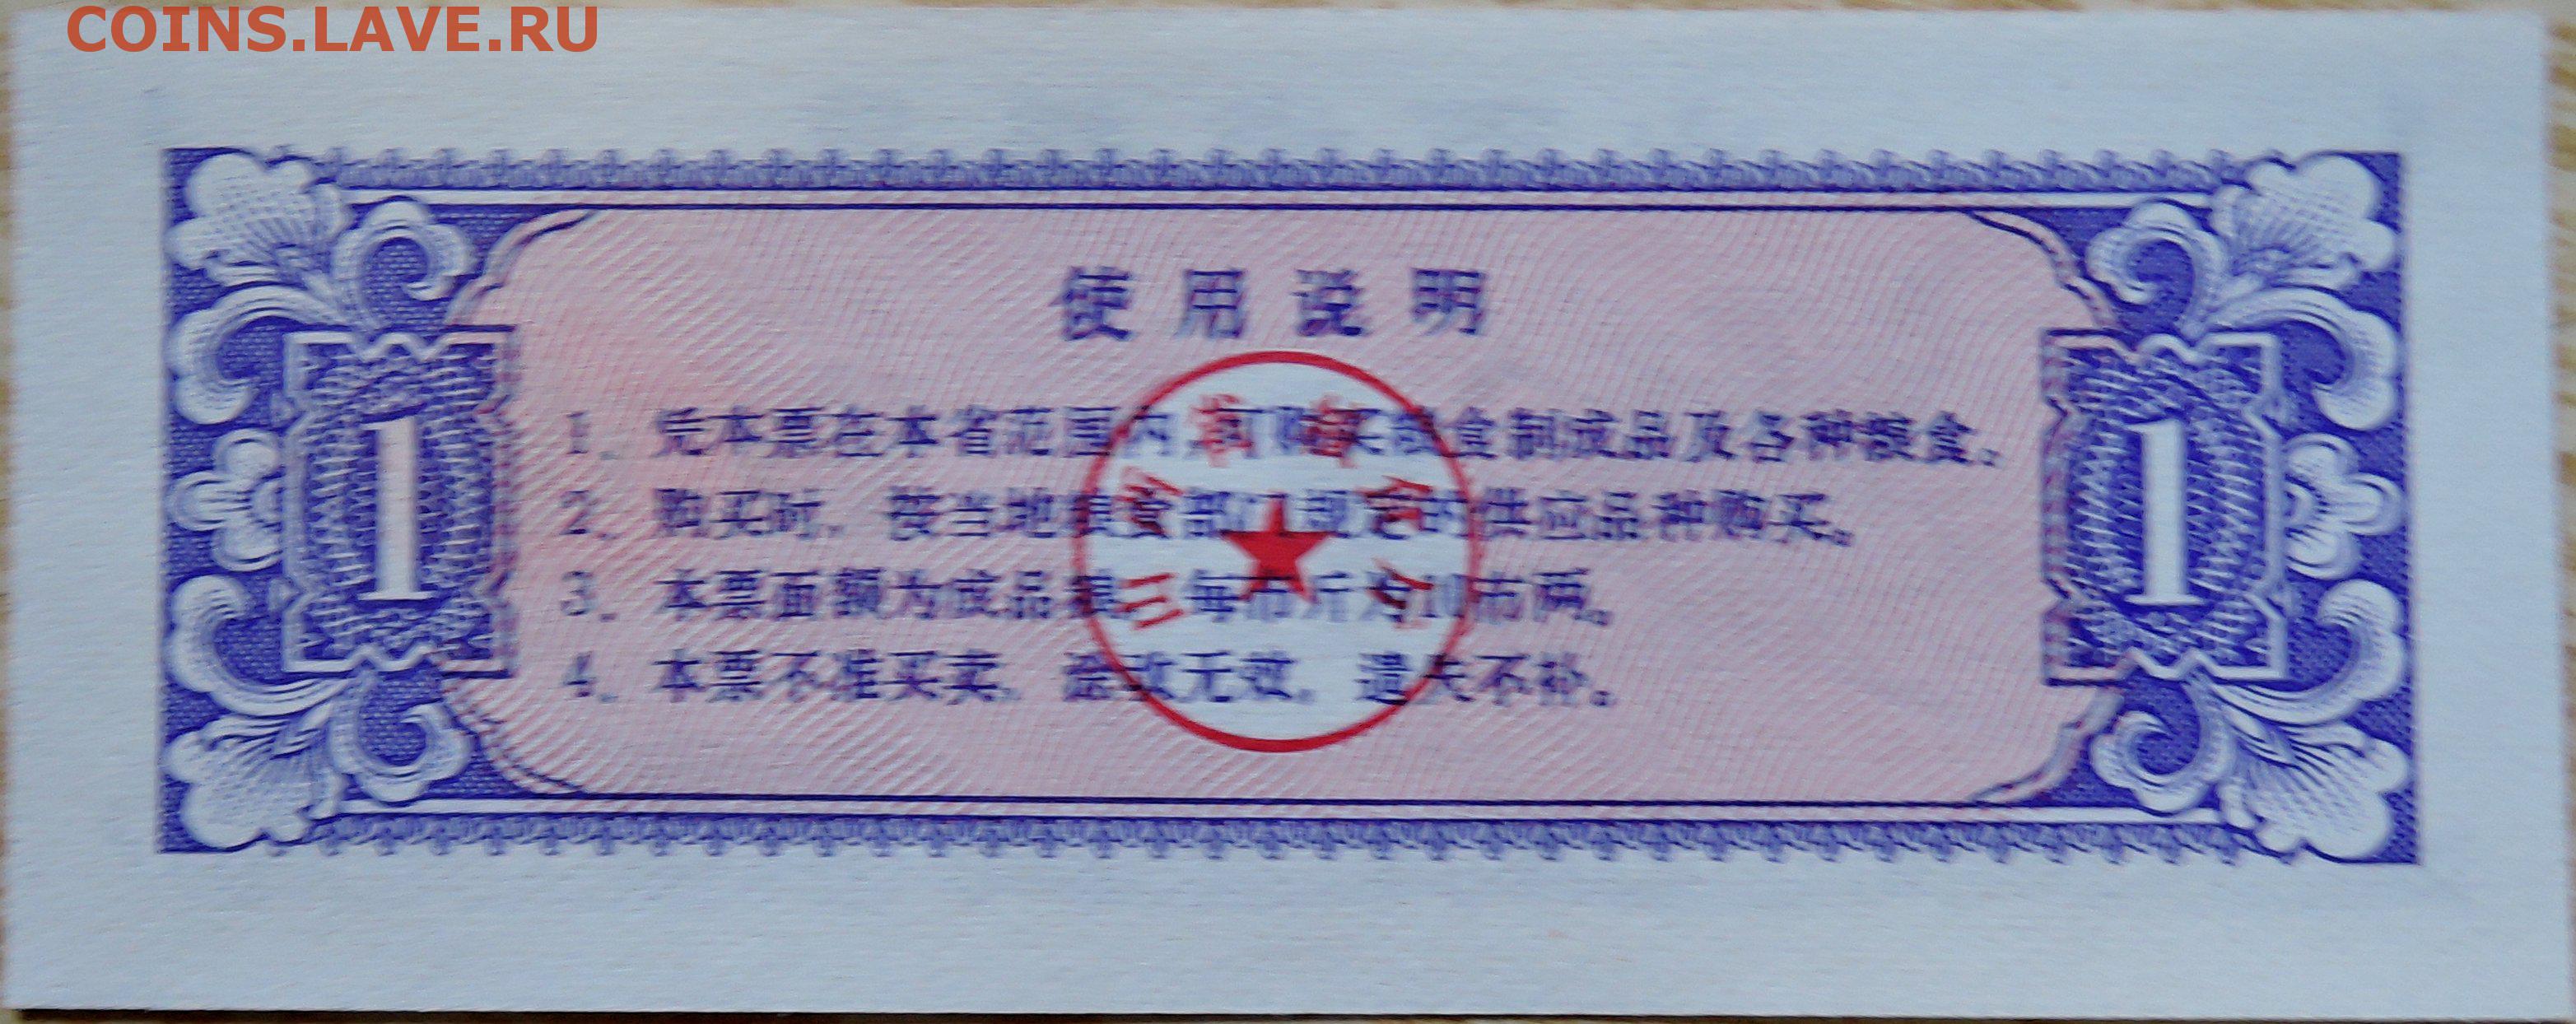 COINS.LAVE.RU
使用说明
1 1
1、凭本票在本省范围内,可购买粮食制成品及各种粮食。
2、购买时,按当地粮食部门规定的供应品种购买。
3、本票面额为成品粮,每市斤为10市两。
4、本票不准买卖,涂改无效,遗失不补。